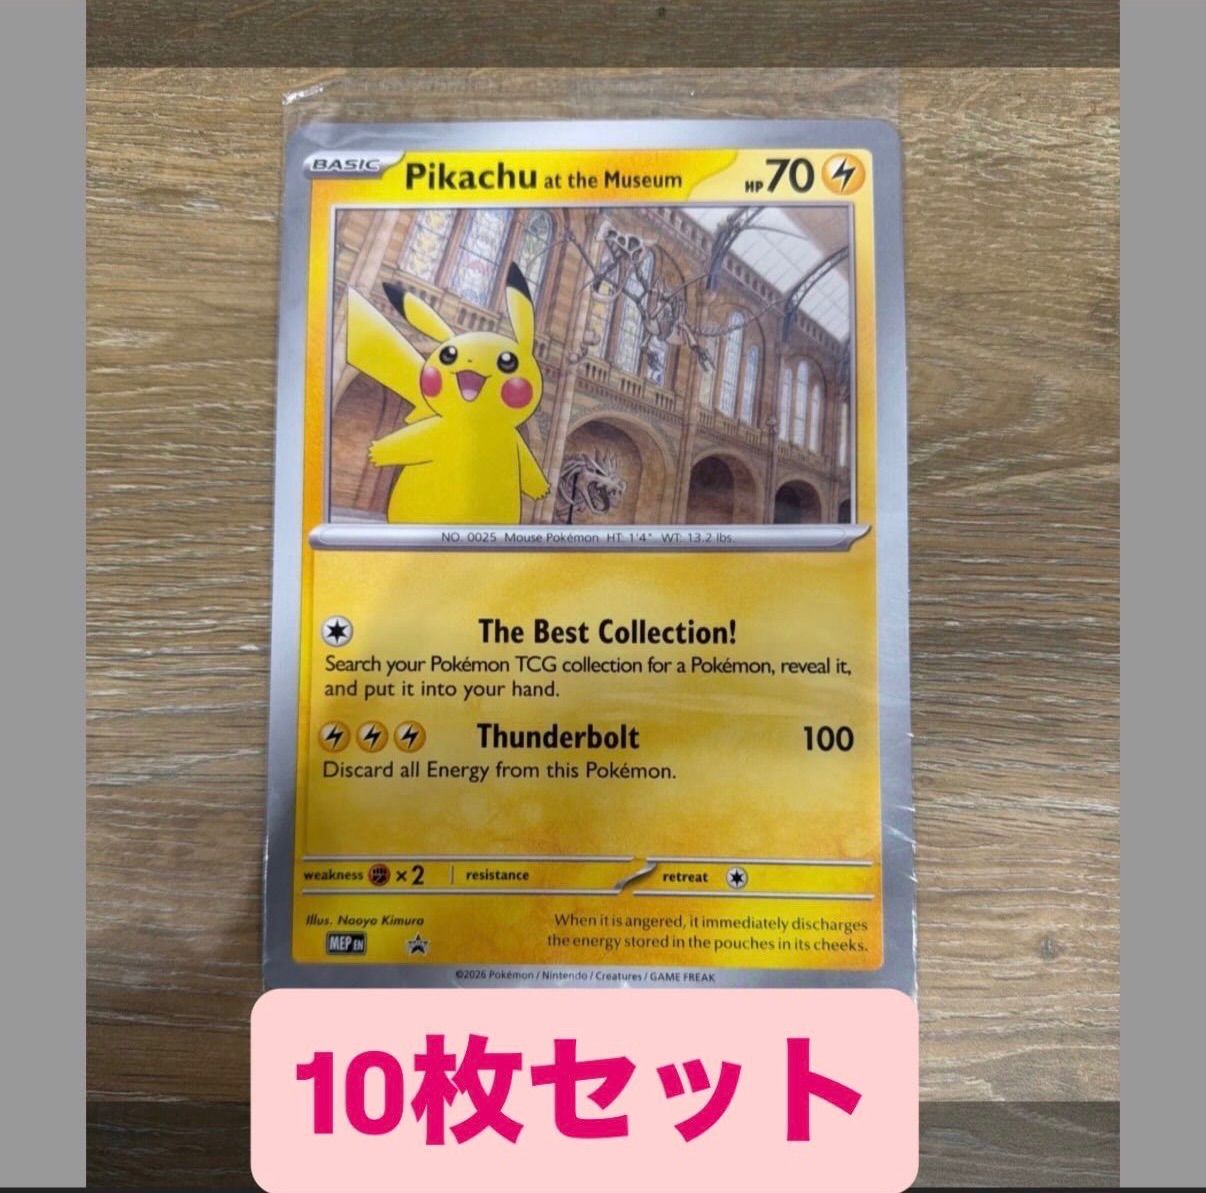 BASIC Pikachu at the Museum HP 70
NO. 0025 Mouse Pokémon HT: 1'4" WT: 13.2 lbs.
The Best Collection!
Search your Pokémon TCG collection for a Pokémon, reveal it,
and put it into your hand.
Thunderbolt 100
Discard all Energy from this Pokémon.
weakness ×2 resistance retreat
Illus. Naoyo Kimura
MEP EN
When it is angered, it immediately discharges
the energy stored in the pouches in its cheeks.
©2026 Pokémon / Nintendo / Creatures / GAME FREAK
10枚セット